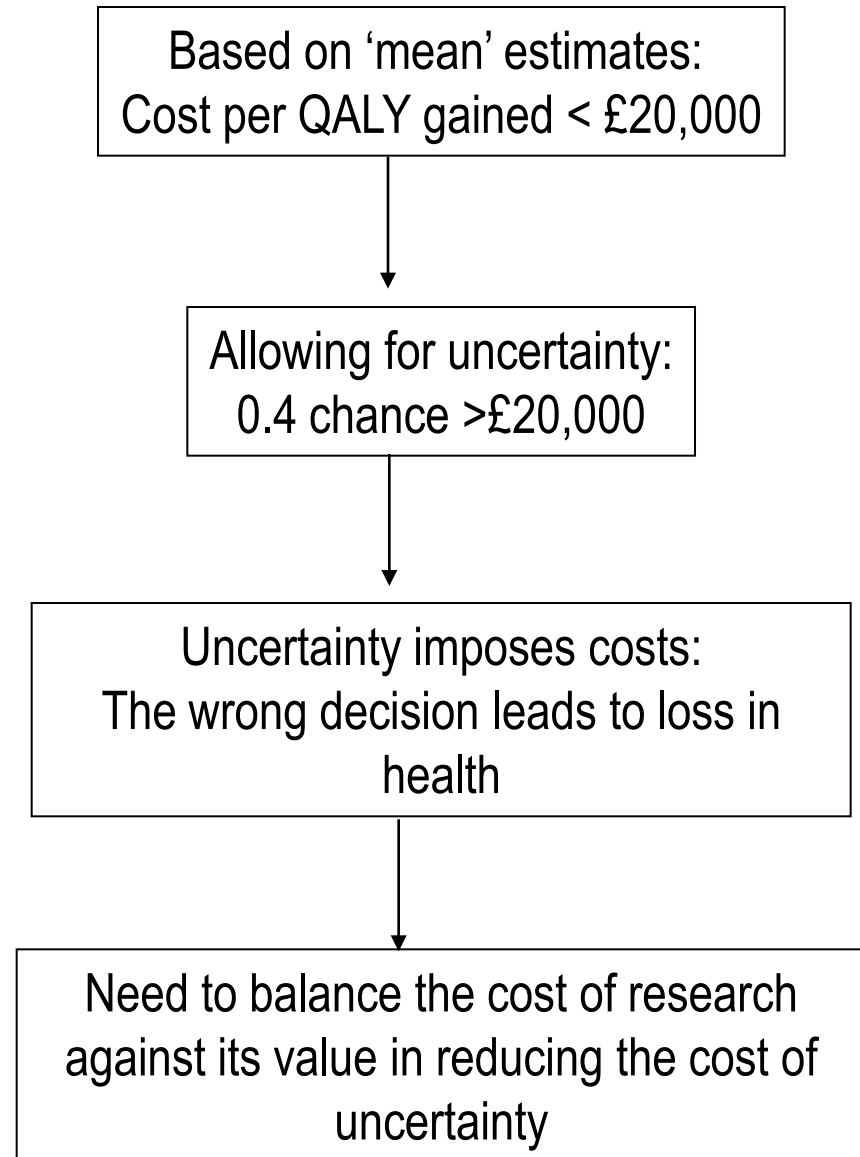 Based on ‘mean’ estimates:
Cost per QALY gained < £20,000
Allowing for uncertainty:
0.4 chance >£20,000
Uncertainty imposes costs:
The wrong decision leads to loss in
health
Need to balance the cost of research
against its value in reducing the cost of
uncertainty